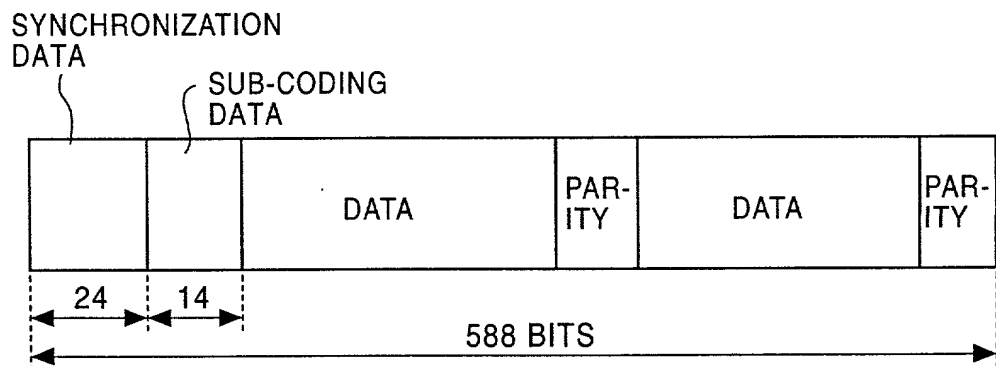 SYNCHRONIZATION
DATA
SUB-CODING
DATA
DATA
PAR-
ITY
DATA
PAR-
ITY
24
14
588 BITS